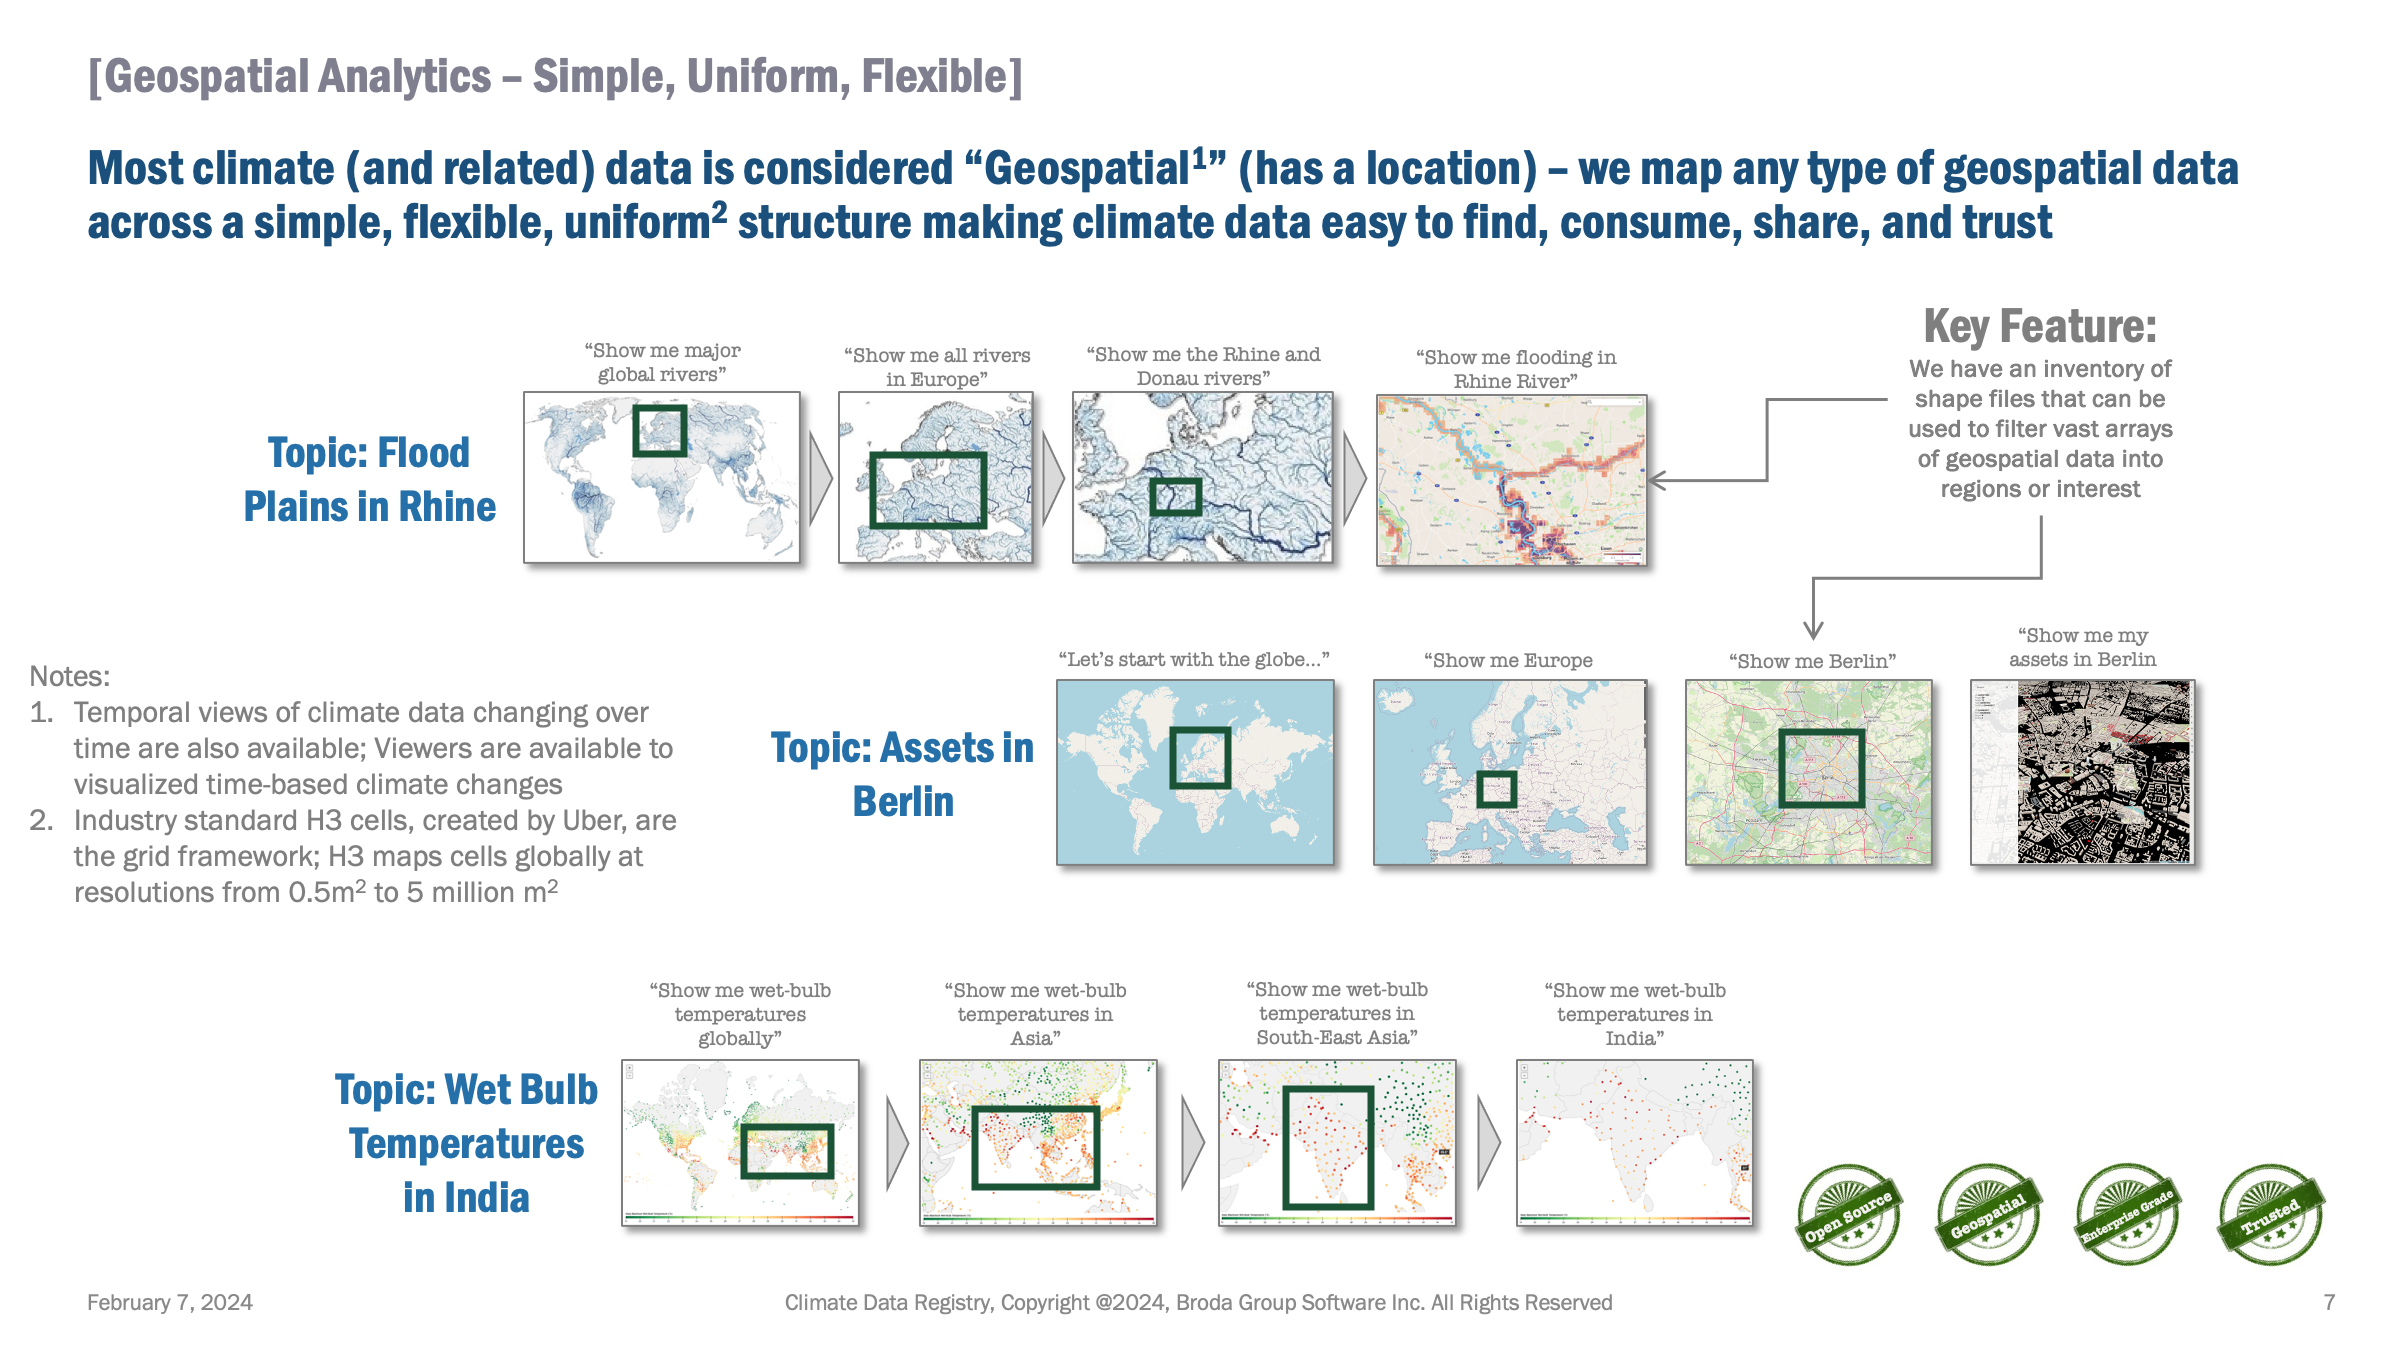 [Geospatial Analytics – Simple, Uniform, Flexible]
Most climate (and related) data is considered “Geospatial¹” (has a location) – we map any type of geospatial data
across a simple, flexible, uniform² structure making climate data easy to find, consume, share, and trust
Key Feature:
We have an inventory of
shape files that can be
used to filter vast arrays
of geospatial data into
regions or interest
Topic: Flood
Plains in Rhine
“Show me major
global rivers”
“Show me all rivers
in Europe”
“Show me the Rhine and
Donau rivers”
“Show me flooding in
Rhine River”
Notes:
1. Temporal views of climate data changing over
time are also available; Viewers are available to
visualized time-based climate changes
2. Industry standard H3 cells, created by Uber, are
the grid framework; H3 maps cells globally at
resolutions from 0.5m² to 5 million m²
Topic: Assets in
Berlin
“Let’s start with the globe...”
“Show me Europe
“Show me Berlin”
“Show me my
assets in Berlin
Topic: Wet Bulb
Temperatures
in India
“Show me wet-bulb
temperatures
globally”
“Show me wet-bulb
temperatures in
Asia”
“Show me wet-bulb
temperatures in
South-East Asia”
“Show me wet-bulb
temperatures in
India”
Open Source
Geospatial
Enterprise Grade
Trusted
February 7, 2024
Climate Data Registry, Copyright @2024, Broda Group Software Inc. All Rights Reserved
7